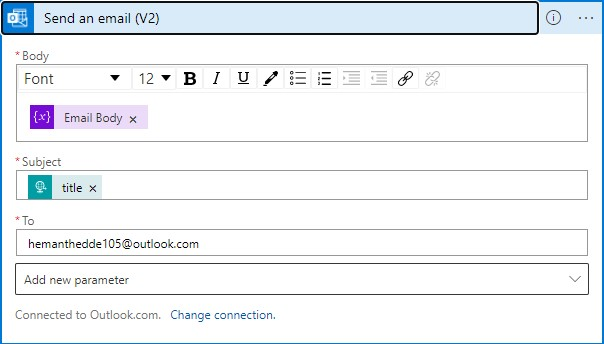 Send an email (V2)
* Body
Font 12 B I U
{x} Email Body ×
* Subject
title ×
* To
hemanthedde105@outlook.com
Add new parameter
Connected to Outlook.com. Change connection.